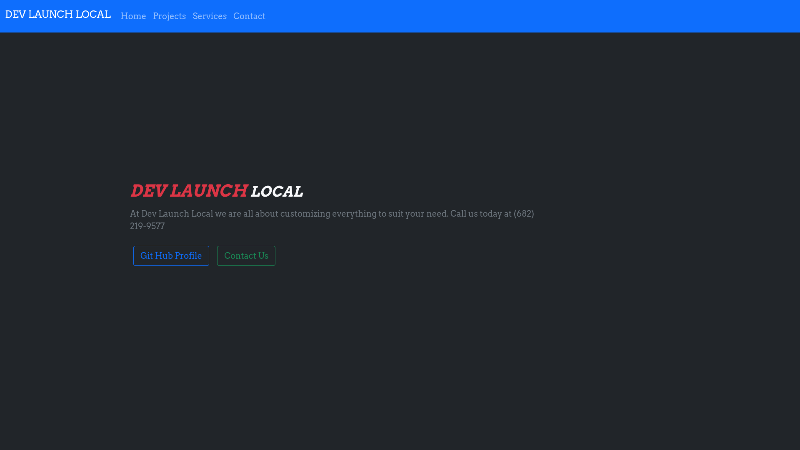 DEV LAUNCH LOCAL Home Projects Services Contact
DEV LAUNCH LOCAL
At Dev Launch Local we are all about customizing everything to suit your need. Call us today at (682)
219-9577
Git Hub Profile Contact Us